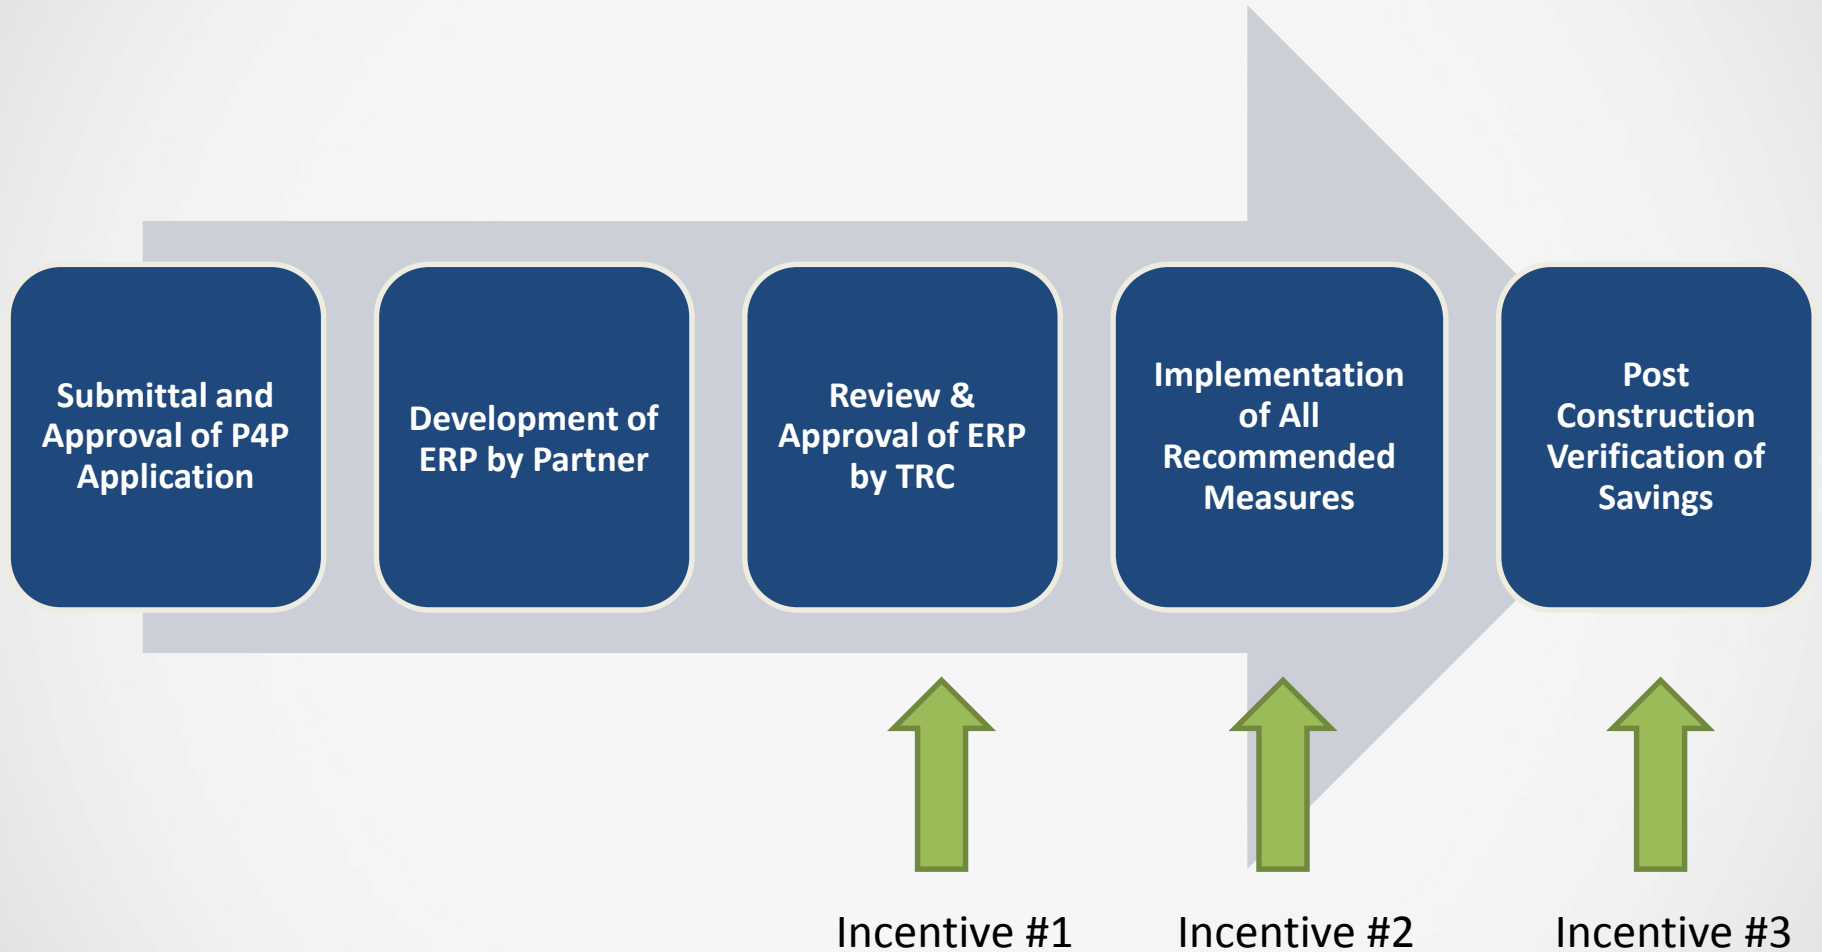 Submittal and
Approval of P4P
Application
Development of
ERP by Partner
Review &
Approval of ERP
by TRC
Implementation
of All
Recommended
Measures
Post
Construction
Verification of
Savings
Incentive #1
Incentive #2
Incentive #3